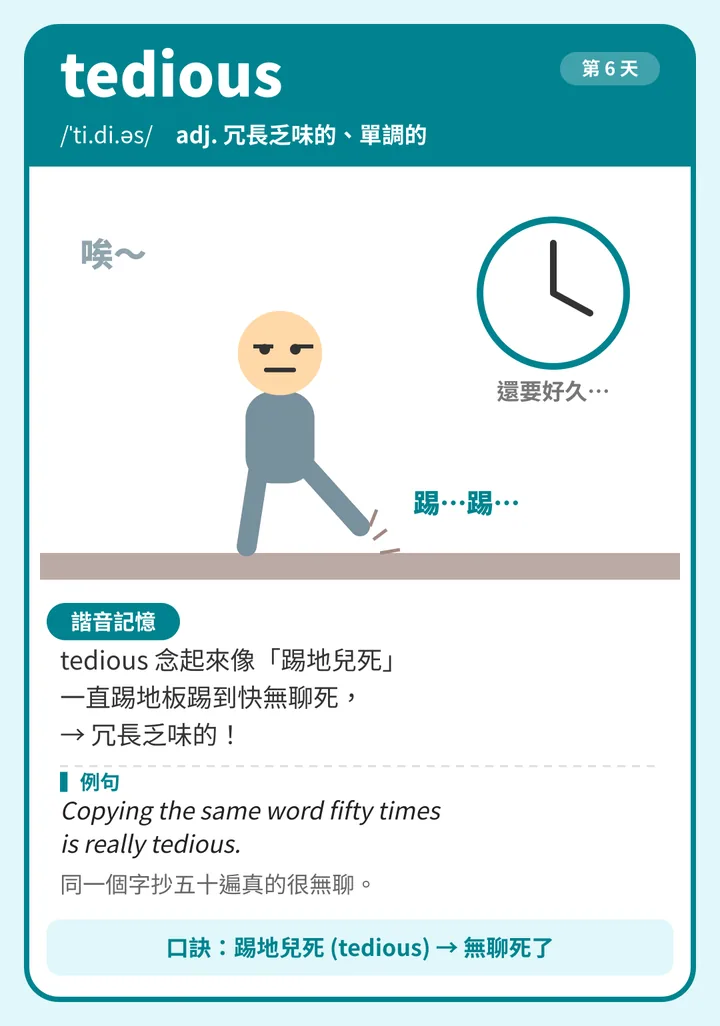 tedious
第 6 天
/ˈti.di.əs/ adj. 冗長乏味的、單調的
唉～
還要好久…
踢…踢…
諧音記憶
tedious 念起來像「踢地兒死」
一直踢地板踢到快無聊死，
→ 冗長乏味的！
例句
Copying the same word fifty times
is really tedious.
同一個字抄五十遍真的很無聊。
口訣：踢地兒死 (tedious) → 無聊死了